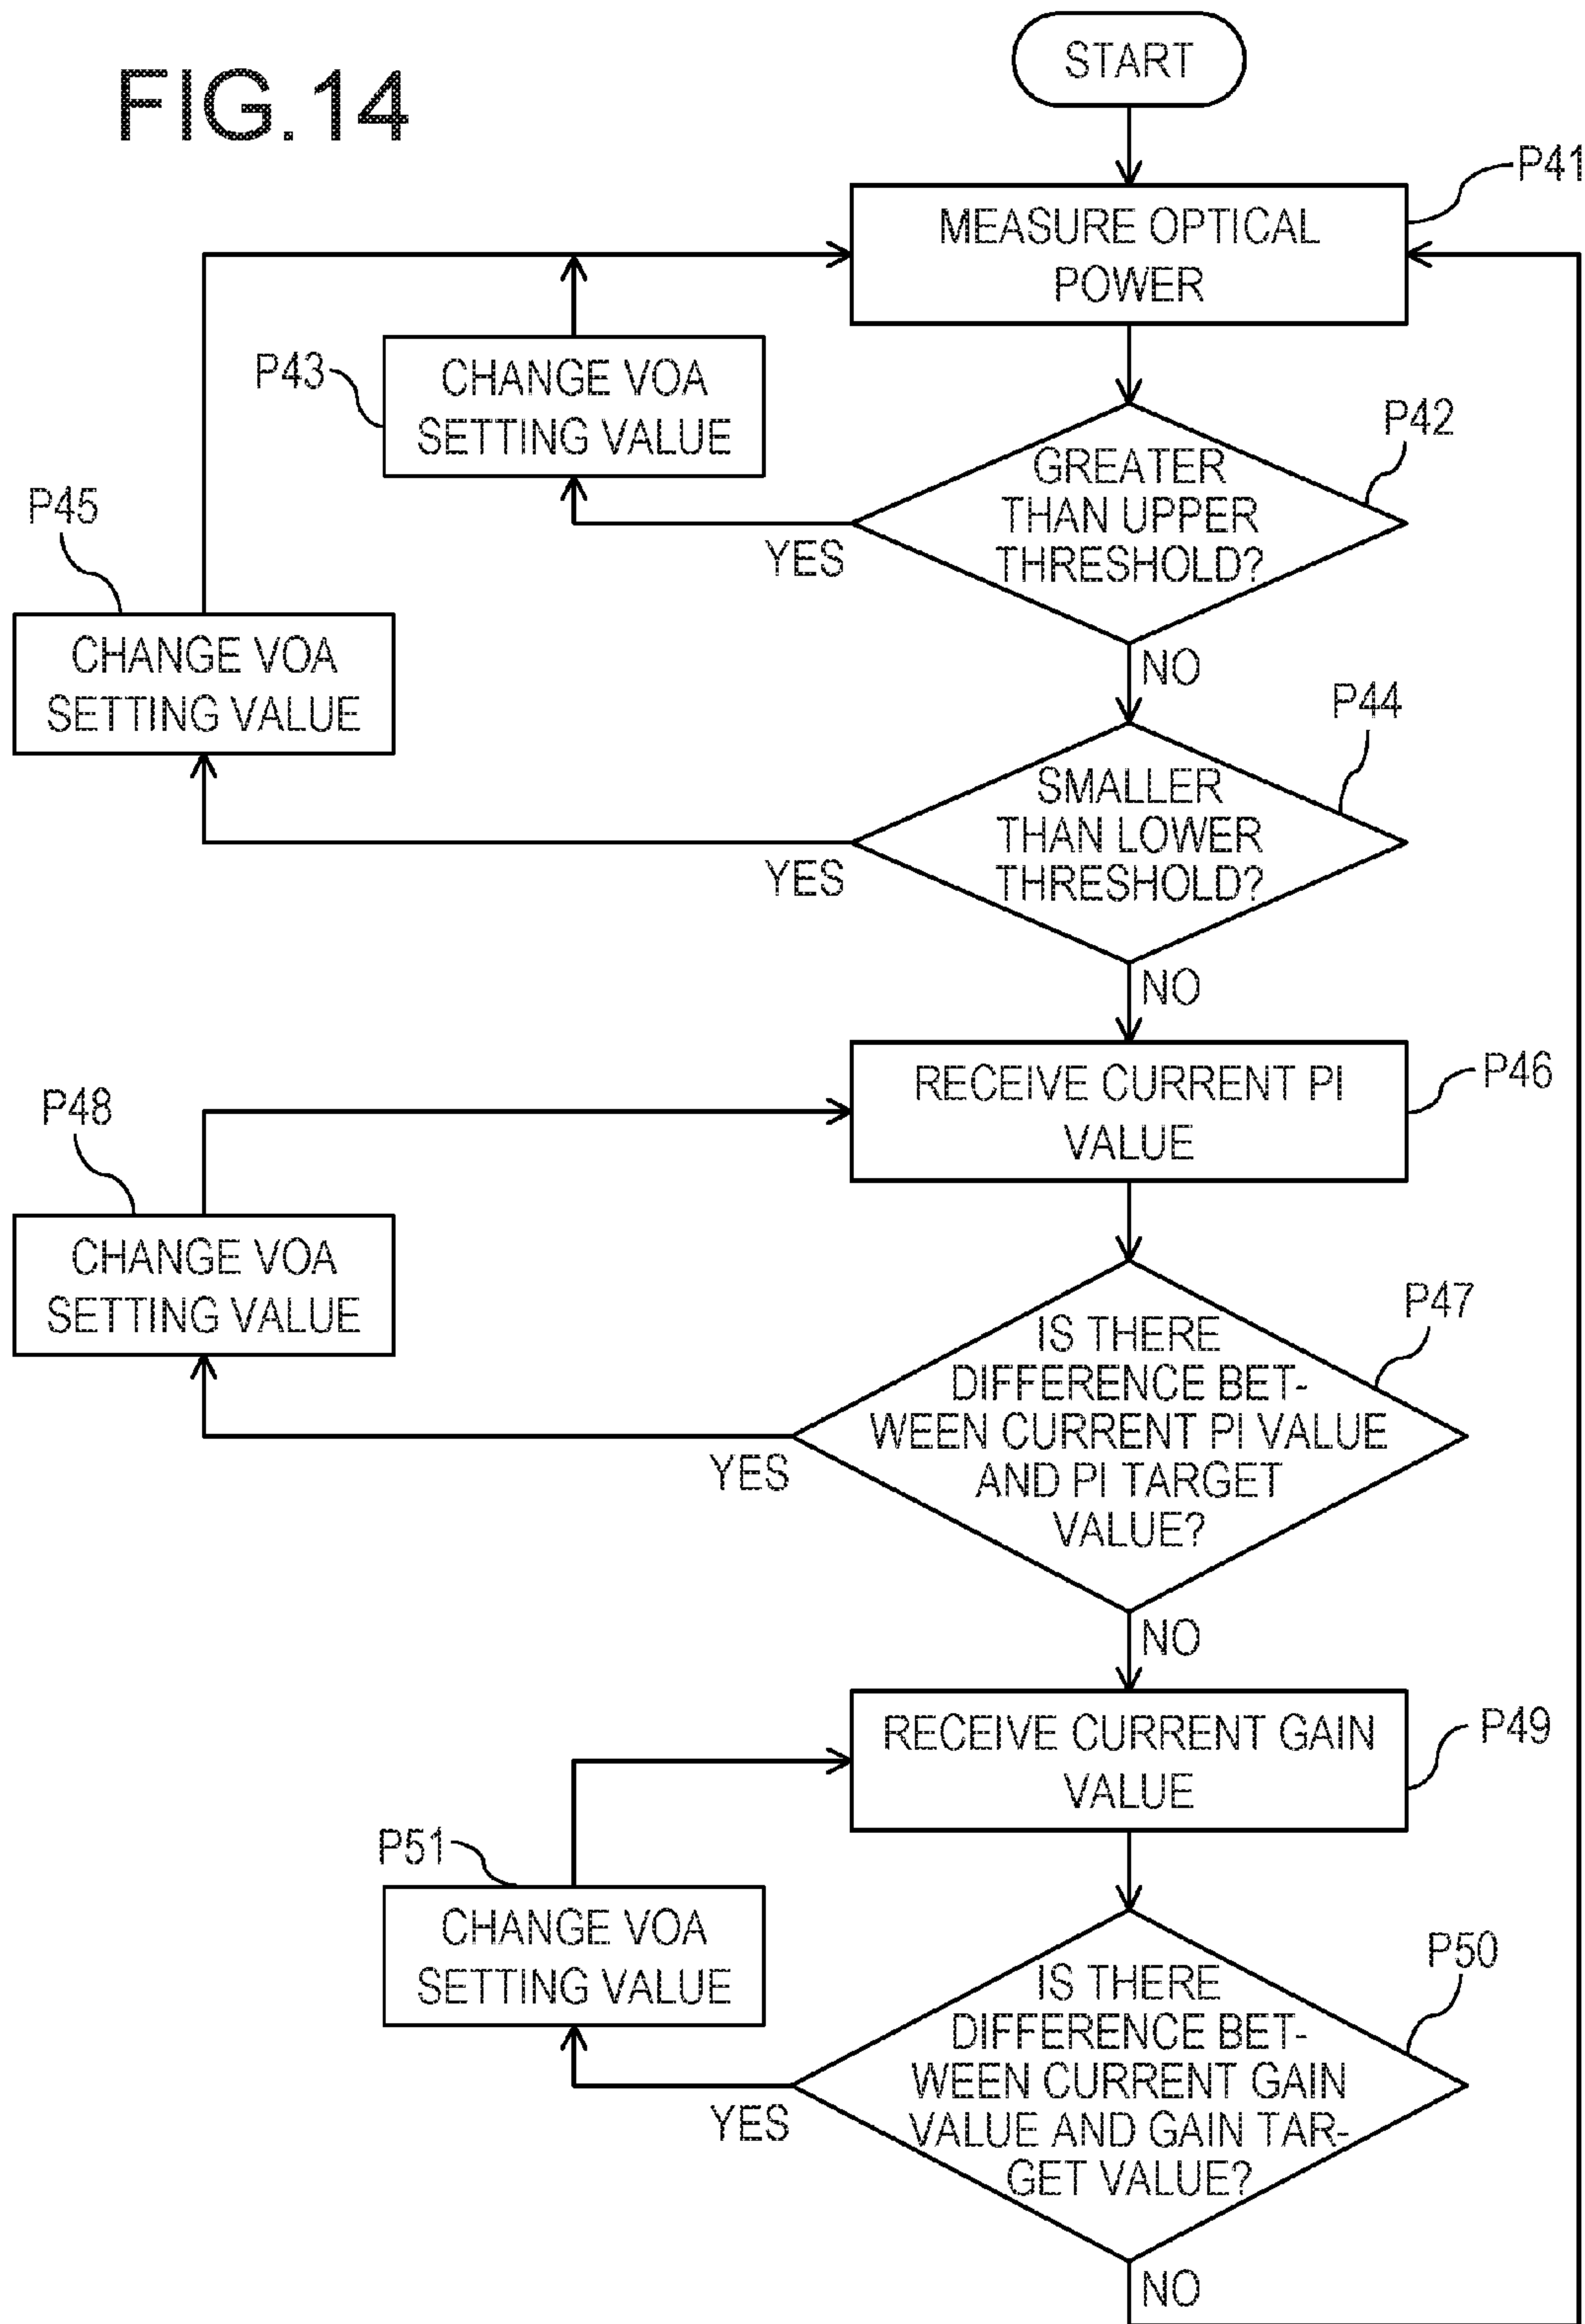 FIG.14
START
P41
MEASURE OPTICAL
POWER
P43
CHANGE VOA
SETTING VALUE
P42
GREATER
THAN UPPER
THRESHOLD?
YES
NO
P45
CHANGE VOA
SETTING VALUE
P44
SMALLER
THAN LOWER
THRESHOLD?
YES
NO
P46
RECEIVE CURRENT PI
VALUE
P48
CHANGE VOA
SETTING VALUE
P47
IS THERE
DIFFERENCE BET-
WEEN CURRENT PI VALUE
AND PI TARGET
VALUE?
YES
NO
P49
RECEIVE CURRENT GAIN
VALUE
P51
CHANGE VOA
SETTING VALUE
P50
IS THERE
DIFFERENCE BET-
WEEN CURRENT GAIN
VALUE AND GAIN TAR-
GET VALUE?
YES
NO